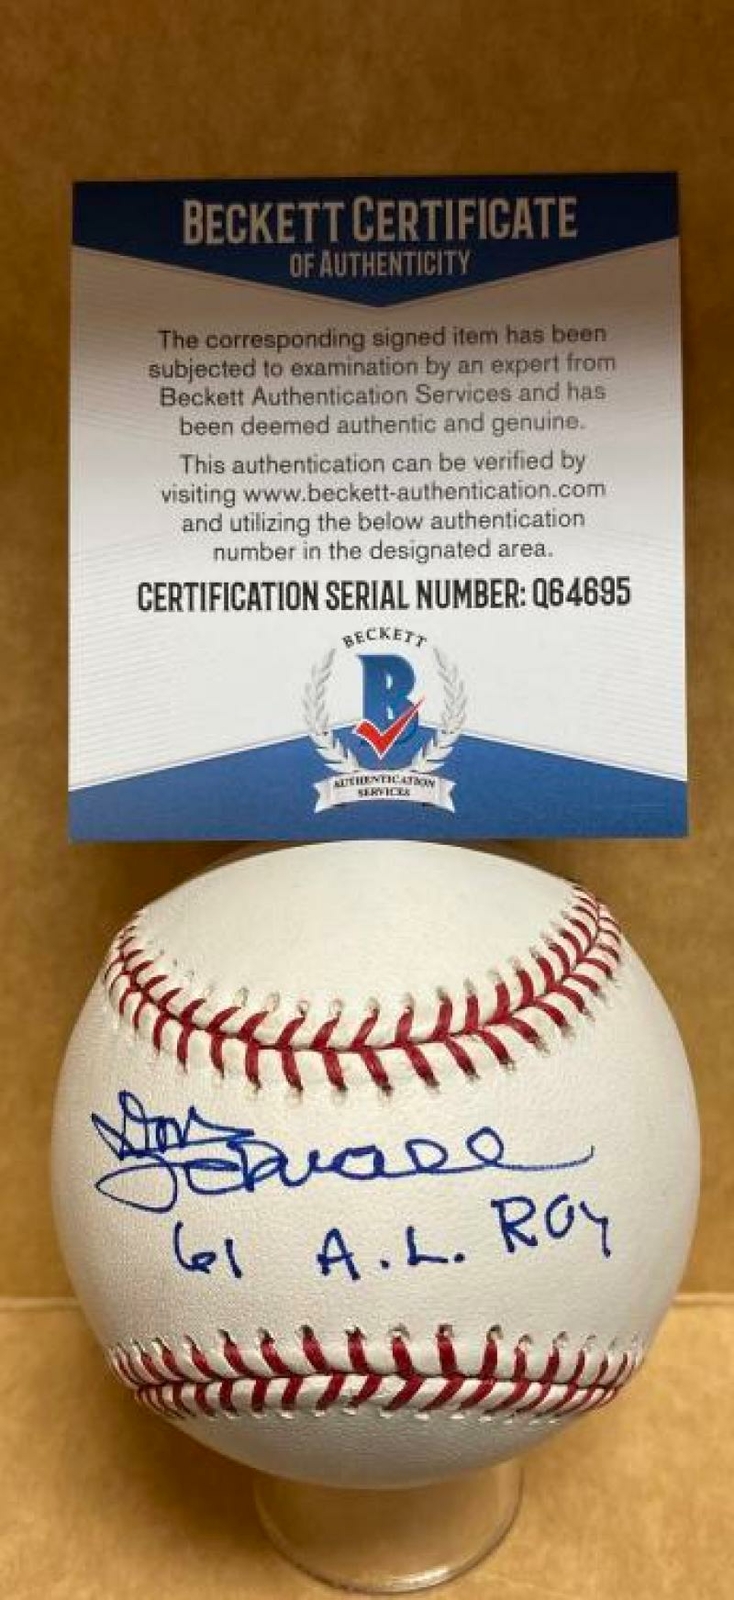 BECKETT CERTIFICATE
OF AUTHENTICITY
The corresponding signed item has been
subjected to examination by an expert from
Beckett Authentication Services and has
been deemed authentic and genuine.
This authentication can be verified by
visiting www.beckett-authentication.com
and utilizing the below authentication
number in the designated area.
CERTIFICATION SERIAL NUMBER: Q64695
BECKETT
B
AUTHENTICATION
SERVICES
Don
Schwall
61 A.L. ROY